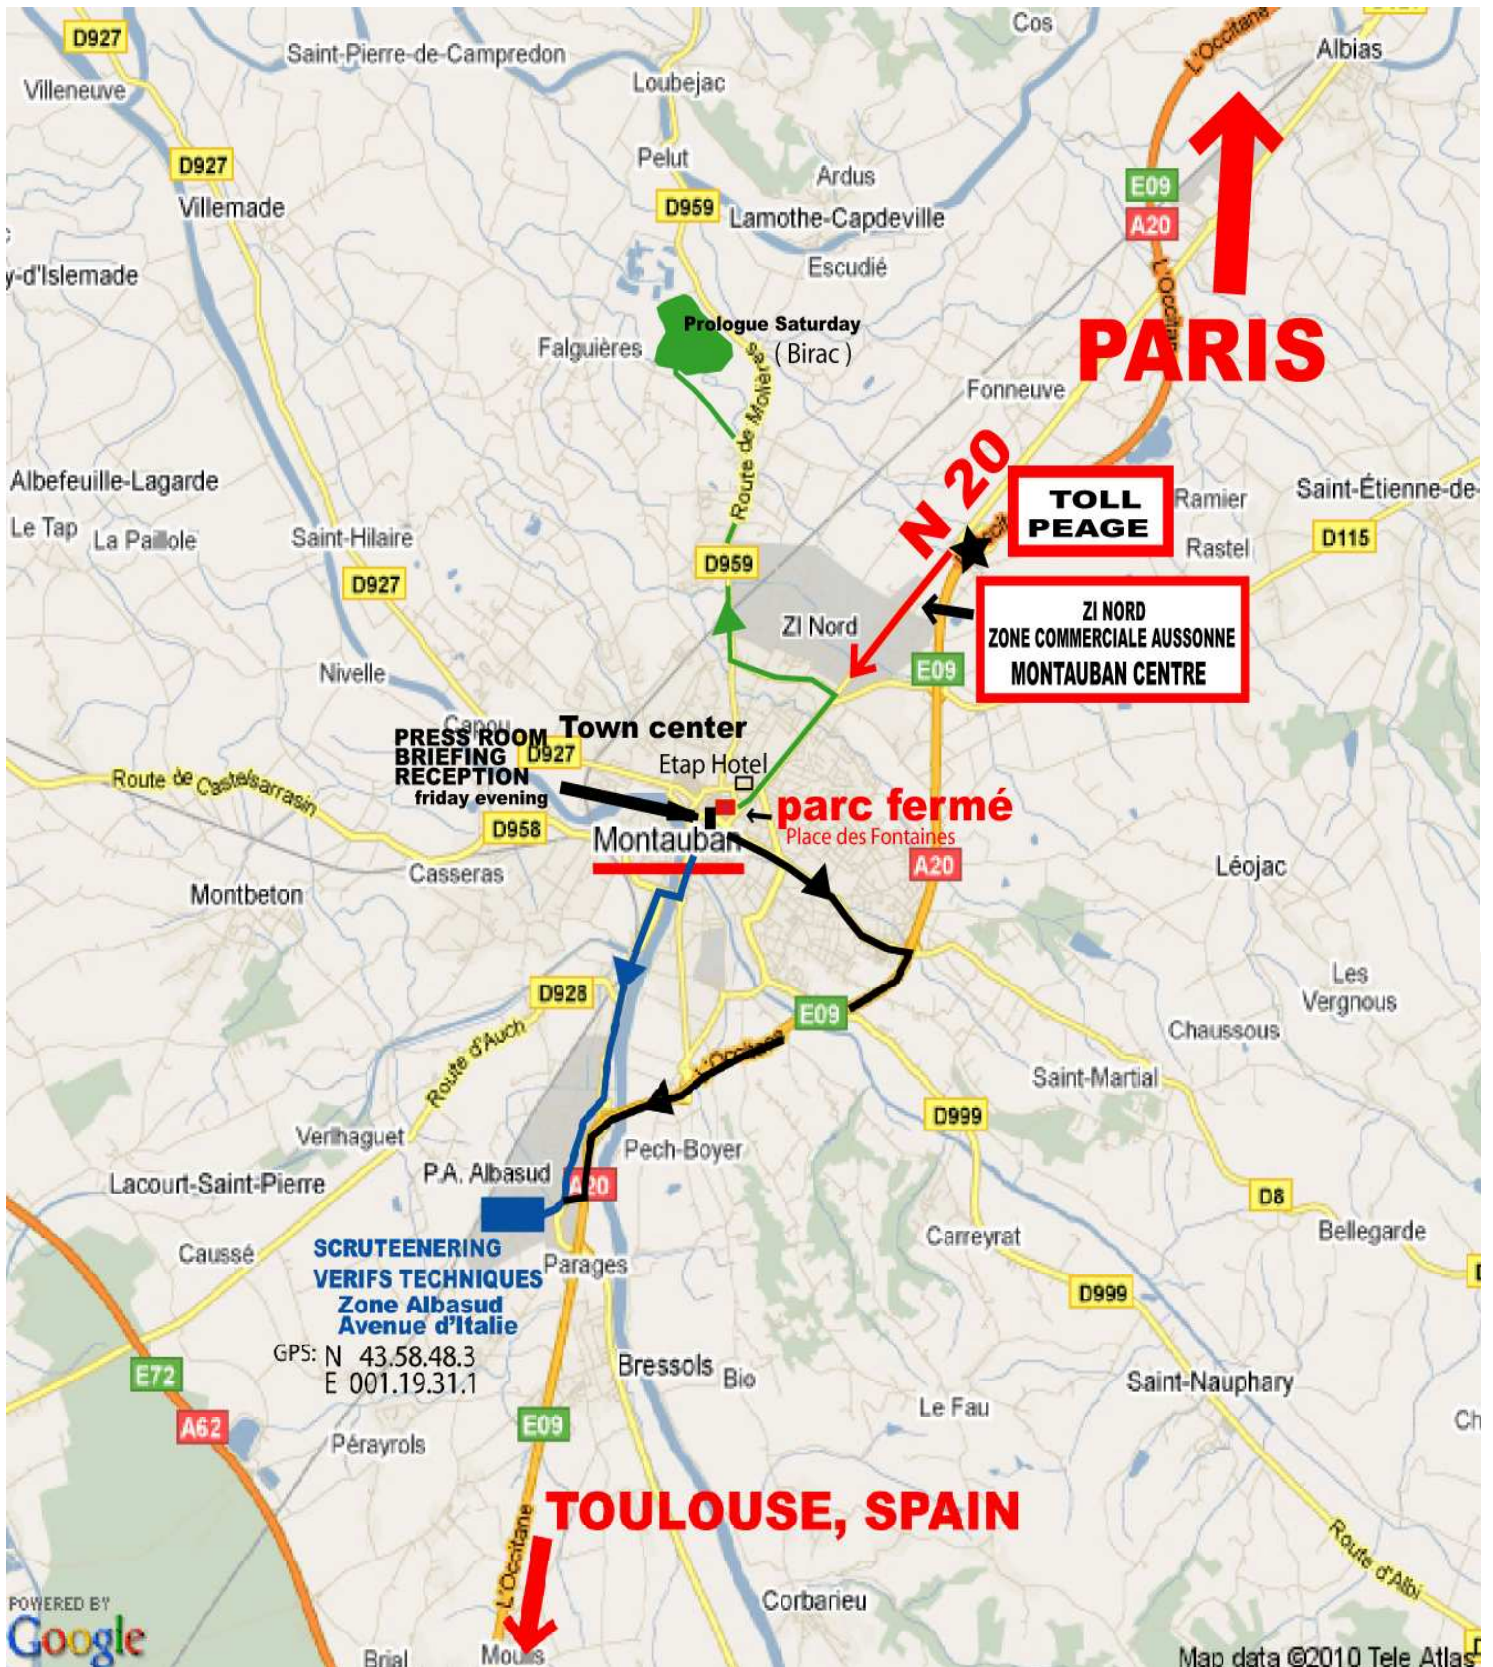 Cos
L'Occitane
Albias
D927
Saint-Pierre-de-Campredon
Villeneuve
Loubejac
D927
Pelut
Ardus
E09
Villemade
D959
Lamothe-Capdeville
A20
Escudié
y-d'Islemade
L'Occitane
Prologue Saturday
( Birac )
Falguières
PARIS
Fonneuve
Route de Molières
N 20
Albefeuille-Lagarde
TOLL
PEAGE
Ramier
Saint-Étienne-de-
Le Tap
La Paillole
Saint-Hilaire
Rastel
D115
D959
D927
ZI Nord
ZI NORD
ZONE COMMERCIALE AUSSONNE
MONTAUBAN CENTRE
E09
Nivelle
Capou
Town center
PRESS ROOM
BRIEFING
RECEPTION
friday evening
D927
Etap Hotel
Route de Castelsarrasin
parc fermé
Place des Fontaines
D958
Montauban
Casseras
A20
Léojac
Montbeton
D928
Les
Vergnous
E09
Chaussous
Route d'Auch
L'Occitane
Saint-Martial
D999
Verlhaguet
Pech-Boyer
P.A. Albasud
A20
Lacourt-Saint-Pierre
D8
Bellegarde
Carreyrat
Caussé
SCRUTEENERING
VERIFS TECHNIQUES
Zone Albasud
Avenue d'Italie
Parages
D999
GPS: N 43.58.48.3
E 001.19.31.1
E72
Bressols
Bio
Saint-Nauphary
Le Fau
A62
E09
Ch
Pérayrols
TOULOUSE, SPAIN
L'Occitane
Route d'Albi
Corbarieu
POWERED BY
Google
Brial
Moulis
Map data ©2010 Tele Atlas